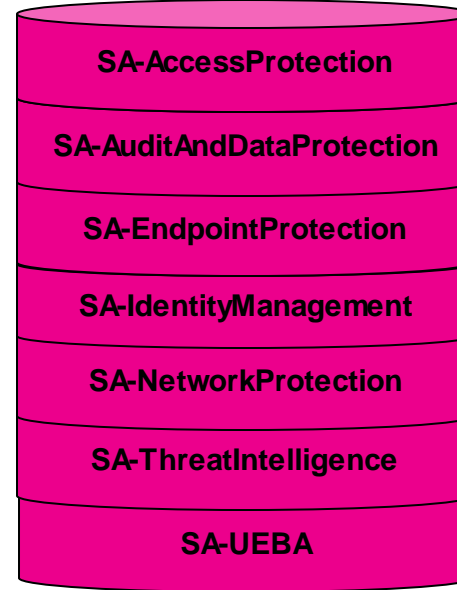 SA-AccessProtection
SA-AuditAndDataProtection
SA-EndpointProtection
SA-IdentityManagement
SA-NetworkProtection
SA-ThreatIntelligence
SA-UEBA